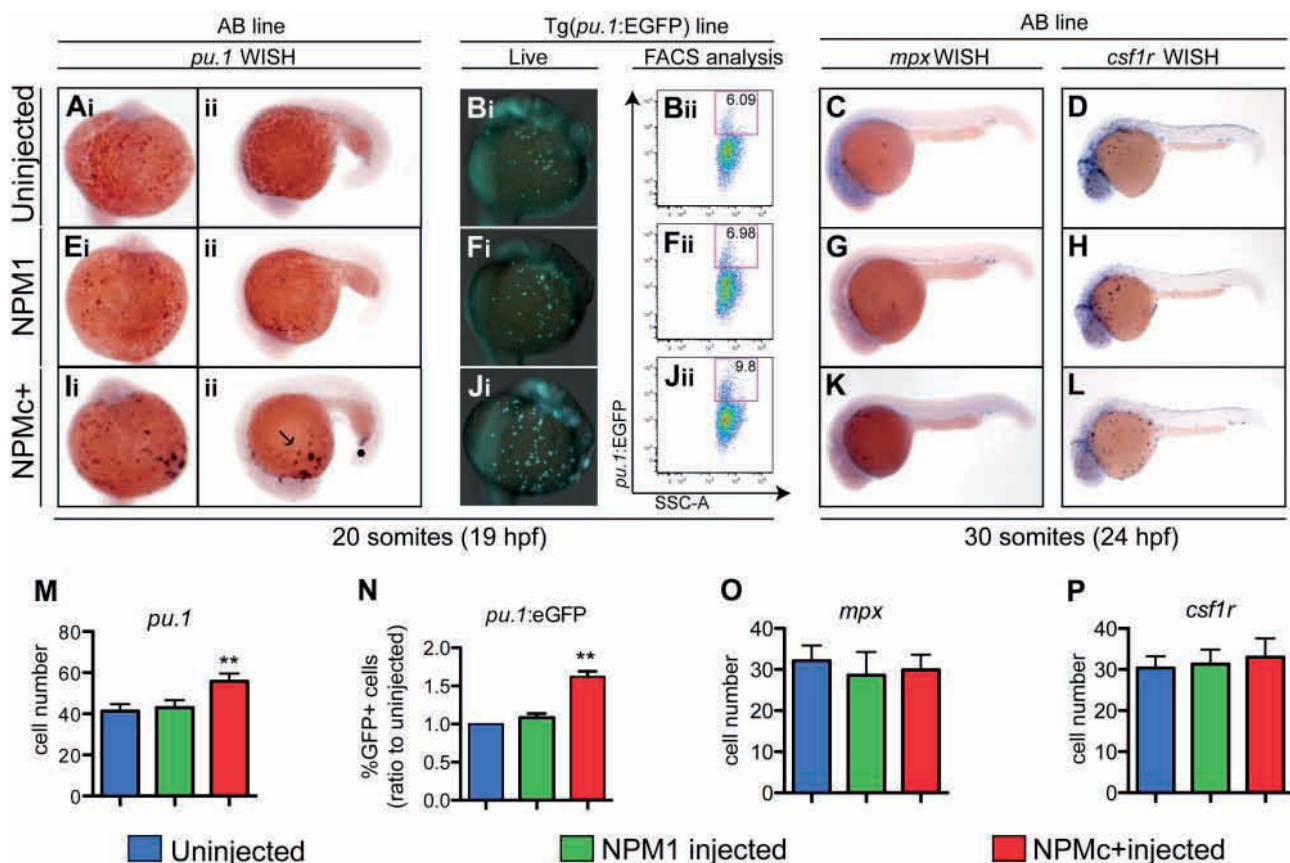 AB line
Tg(pu.1:EGFP) line
AB line
pu.1 WISH
Live
FACS analysis
mpx WISH
csf1r WISH
Uninjected
Ai
ii
Bi
Bii
6.09
C
D
NPM1
Ei
ii
Fi
Fii
6.98
G
H
NPMc+
Ii
ii
Ji
Jii
9.8
K
L
pu.1:EGFP
SSC-A
20 somites (19 hpf)
30 somites (24 hpf)
M
pu.1
cell number
80
60
40
20
0
**
N
pu.1:eGFP
%GFP+ cells
(ratio to uninjected)
2.0
1.5
1.0
0.5
0.0
**
O
mpx
cell number
40
30
20
10
0
P
csf1r
cell number
40
30
20
10
0
Uninjected
NPM1 injected
NPMc+injected